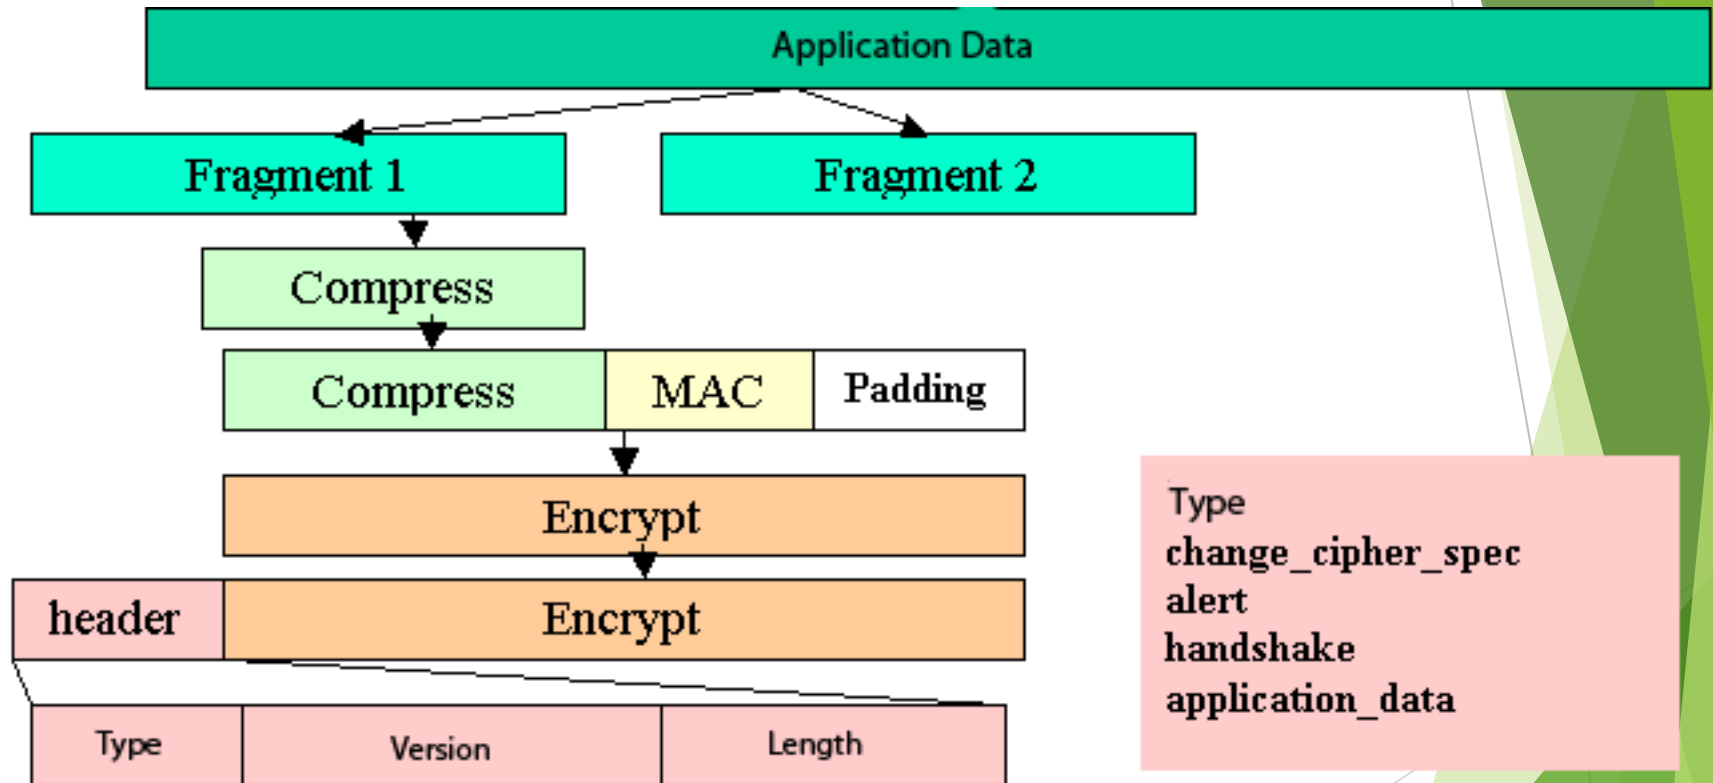 Application Data
Fragment 1
Fragment 2
Compress
Compress
MAC
Padding
Encrypt
header
Encrypt
Type
Version
Length
Type
change_cipher_spec
alert
handshake
application_data